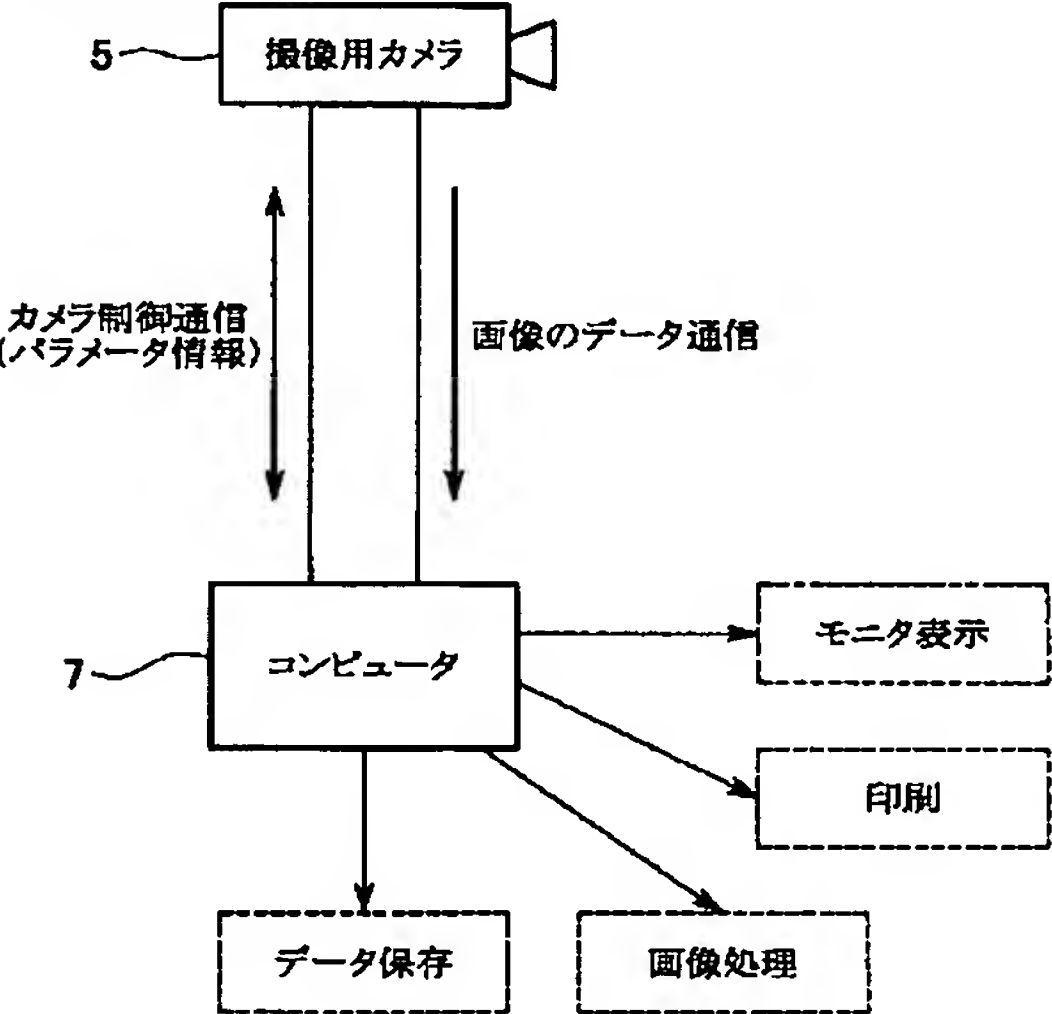 5
撮像用カメラ
カメラ制御通信
(パラメータ情報)
画像のデータ通信
7
コンピュータ
モニタ表示
印刷
データ保存
画像処理